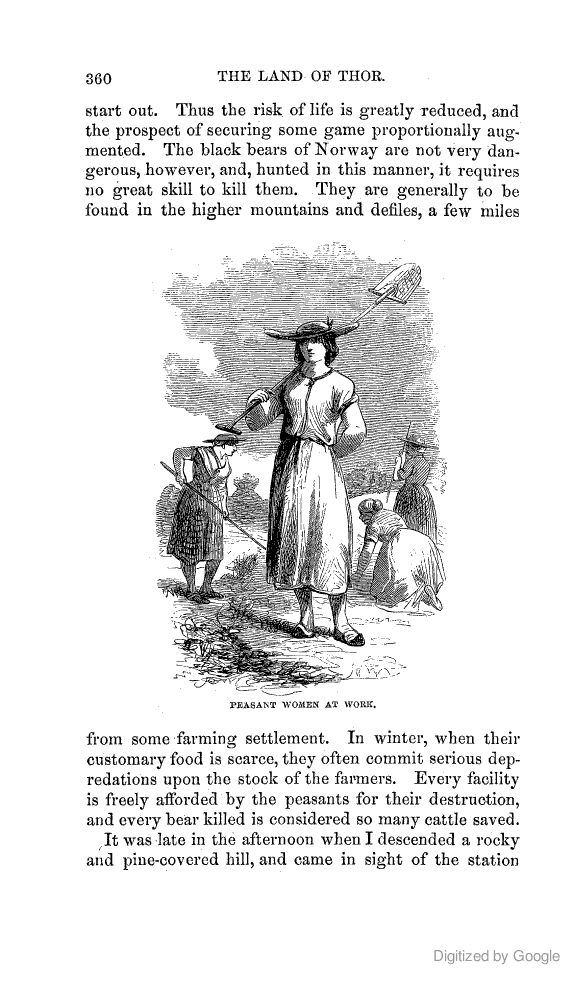 360
THE LAND OF THOR.
start out. Thus the risk of life is greatly reduced, and
the prospect of securing some game proportionally aug-
mented. The black bears of Norway are not very dan-
gerous, however, and, hunted in this manner, it requires
no great skill to kill them. They are generally to be
found in the higher mountains and defiles, a few miles
PEASANT WOMEN AT WORK.
from some farming settlement. In winter, when their
customary food is scarce, they often commit serious dep-
redations upon the stock of the farmers. Every facility
is freely afforded by the peasants for their destruction,
and every bear killed is considered so many cattle saved.
It was late in the afternoon when I descended a rocky
and pine-covered hill, and came in sight of the station
Digitized by Google